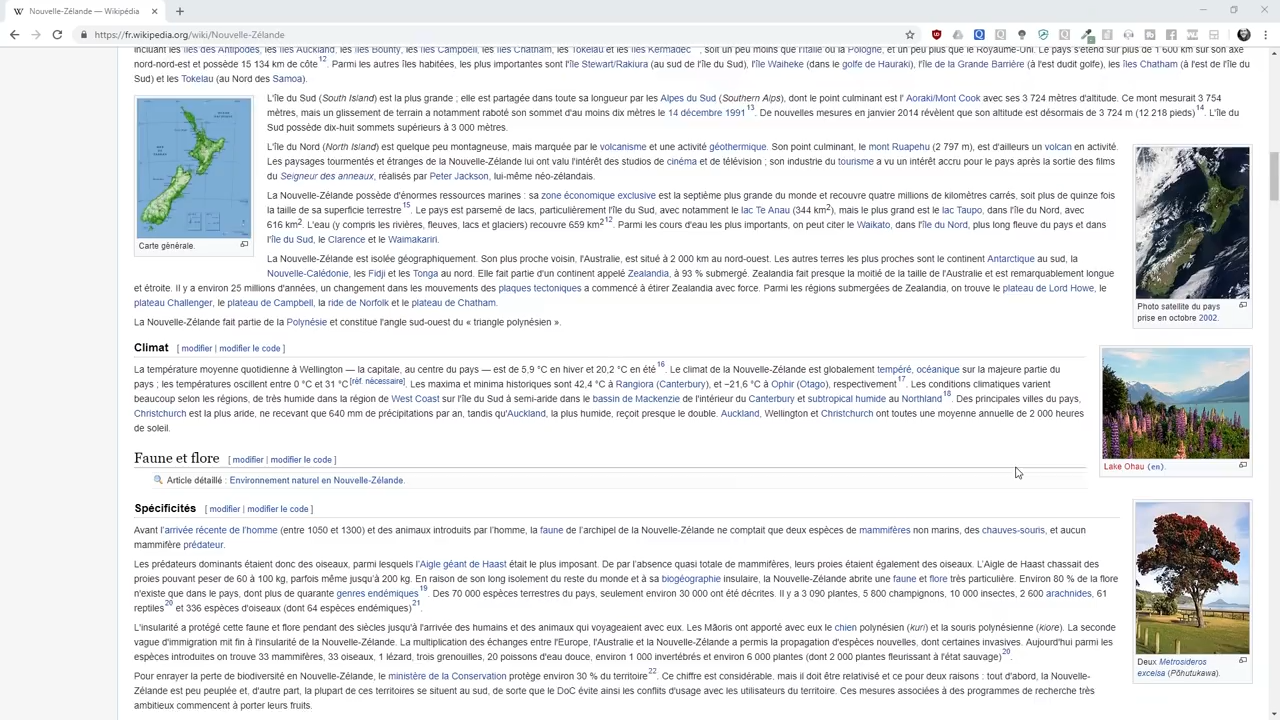 Nouvelle-Zélande — Wikipédia
https://fr.wikipedia.org/wiki/Nouvelle-Zélande
incluant les îles des Antipodes, les îles Auckland, les îles Bounty, les îles Campbell, les îles Chatham, les Tokelau et les îles Kermadec, soit un peu moins que l'Italie ou la Pologne, et un peu plus que le Royaume-Uni. Le pays s'étend sur plus de 1 600 km sur son axe
nord-nord-est et possède 15 134 km de côte12. Parmi les autres îles habitées, les plus importants sont l'île Stewart/Rakiura (au sud de l'île du Sud), l'île Waiheke (dans le golfe de Hauraki), l'île de la Grande Barrière (à l'est dudit golfe), les îles Chatham (à l'est de l'île du
Sud) et les Tokelau (au Nord des Samoa).
L'île du Sud (South Island) est la plus grande ; elle est partagée dans toute sa longueur par les Alpes du Sud (Southern Alps), dont le point culminant est l' Aoraki/Mont Cook avec ses 3 724 mètres d'altitude. Ce mont mesurait 3 754
mètres, mais un glissement de terrain a notamment raboté son sommet d'au moins dix mètres le 14 décembre 199113. De nouvelles mesures en janvier 2014 révèlent que son altitude est désormais de 3 724 m (12 218 pieds)14. L'île du
Sud possède dix-huit sommets supérieurs à 3 000 mètres.
L'île du Nord (North Island) est quelque peu montagneuse, mais marquée par le volcanisme et une activité géothermique. Son point culminant, le mont Ruapehu (2 797 m), est d'ailleurs un volcan en activité.
Les paysages tourmentés et étranges de la Nouvelle-Zélande lui ont valu l'intérêt des studios de cinéma et de télévision ; son industrie du tourisme a vu un intérêt accru pour le pays après la sortie des films
du Seigneur des anneaux, réalisés par Peter Jackson, lui-même néo-zélandais.
La Nouvelle-Zélande possède d'énormes ressources marines : sa zone économique exclusive est la septième plus grande du monde et recouvre quatre millions de kilomètres carrés, soit plus de quinze fois
la taille de sa superficie terrestre15. Le pays est parsemé de lacs, particulièrement l'île du Sud, avec notamment le lac Te Anau (344 km2), mais le plus grand est le lac Taupo, dans l'île du Nord, avec
616 km2. L'eau (y compris les rivières, fleuves, lacs et glaciers) recouvre 659 km212. Parmi les cours d'eau les plus importants, on peut citer le Waikato, dans l'île du Nord, plus long fleuve du pays et dans
l'île du Sud, le Clarence et le Waimakariri.
Carte générale.
La Nouvelle-Zélande est isolée géographiquement. Son plus proche voisin, l'Australie, est situé à 2 000 km au nord-ouest. Les autres terres les plus proches sont le continent Antarctique au sud, la
Nouvelle-Calédonie, les Fidji et les Tonga au nord. Elle fait partie d'un continent appelé Zealandia, à 93 % submergé. Zealandia fait presque la moitié de la taille de l'Australie et est remarquablement longue
et étroite. Il y a environ 25 millions d'années, un changement dans les mouvements des plaques tectoniques a commencé à étirer Zealandia avec force. Parmi les régions submergées de Zealandia, on trouve le plateau de Lord Howe, le
plateau Challenger, le plateau de Campbell, la ride de Norfolk et le plateau de Chatham.
Photo satellite du pays
prise en octobre 2002.
La Nouvelle-Zélande fait partie de la Polynésie et constitue l'angle sud-ouest du « triangle polynésien ».
Climat [ modifier | modifier le code ]
La température moyenne quotidienne à Wellington — la capitale, au centre du pays — est de 5,9 °C en hiver et 20,2 °C en été16. Le climat de la Nouvelle-Zélande est globalement tempéré, océanique sur la majeure partie du
pays ; les températures oscillent entre 0 °C et 31 °C[réf. nécessaire]. Les maxima et minima historiques sont 42,4 °C à Rangiora (Canterbury), et −21,6 °C à Ophir (Otago), respectivement17. Les conditions climatiques varient
beaucoup selon les régions, de très humide dans la région de West Coast sur l'île du Sud à semi-aride dans le bassin de Mackenzie de l'intérieur du Canterbury et subtropical humide au Northland18. Des principales villes du pays,
Christchurch est la plus aride, ne recevant que 640 mm de précipitations par an, tandis qu'Auckland, la plus humide, reçoit presque le double. Auckland, Wellington et Christchurch ont toutes une moyenne annuelle de 2 000 heures
de soleil.
Lake Ohau (en).
Faune et flore [ modifier | modifier le code ]
Article détaillé : Environnement naturel en Nouvelle-Zélande.
Spécificités [ modifier | modifier le code ]
Avant l'arrivée récente de l'homme (entre 1050 et 1300) et des animaux introduits par l'homme, la faune de l'archipel de la Nouvelle-Zélande ne comptait que deux espèces de mammifères non marins, des chauves-souris, et aucun
mammifère prédateur.
Les prédateurs dominants étaient donc des oiseaux, parmi lesquels l'Aigle géant de Haast était le plus imposant. De par l'absence quasi totale de mammifères, leurs proies étaient également des oiseaux. L'Aigle de Haast chassait des
proies pouvant peser de 60 à 100 kg, parfois même jusqu'à 200 kg. En raison de son long isolement du reste du monde et à sa biogéographie insulaire, la Nouvelle-Zélande abrite une faune et flore très particulière. Environ 80 % de la flore
n'existe que dans le pays, dont plus de quarante genres endémiques19. Des 70 000 espèces terrestres du pays, seulement environ 30 000 ont été décrites. Il y a 3 090 plantes, 5 800 champignons, 10 000 insectes, 2 600 arachnides, 61
reptiles20 et 336 espèces d'oiseaux (dont 64 espèces endémiques)21.
L'insularité a protégé cette faune et flore pendant des siècles jusqu'à l'arrivée des humains et des animaux qui voyageaient avec eux. Les Māoris ont apporté avec eux le chien polynésien (kurī) et la souris polynésienne (kiore). La seconde
vague d'immigration mit fin à l'insularité de la Nouvelle-Zélande. La multiplication des échanges entre l'Europe, l'Australie et la Nouvelle-Zélande a permis la propagation d'espèces nouvelles, dont certaines invasives. Aujourd'hui parmi les
espèces introduites on trouve 33 mammifères, 33 oiseaux, 1 lézard, trois grenouilles, 20 poissons d'eau douce, environ 1 000 invertébrés et environ 6 000 plantes (dont 2 000 plantes fleurissant à l'état sauvage)20.
Deux Metrosideros
excelsa (Pōhutukawa).
Pour enrayer la perte de biodiversité en Nouvelle-Zélande, le ministère de la Conservation protège environ 30 % du territoire22. Ce chiffre est considérable, mais il doit être relativisé et ce pour deux raisons : tout d'abord, la Nouvelle-
Zélande est peu peuplée et, d'autre part, la plupart de ces territoires se situent au sud, de sorte que le DoC évite ainsi les conflits d'usage avec les utilisateurs du territoire. Ces mesures associées à des programmes de recherche très
ambitieux commencent à porter leurs fruits.